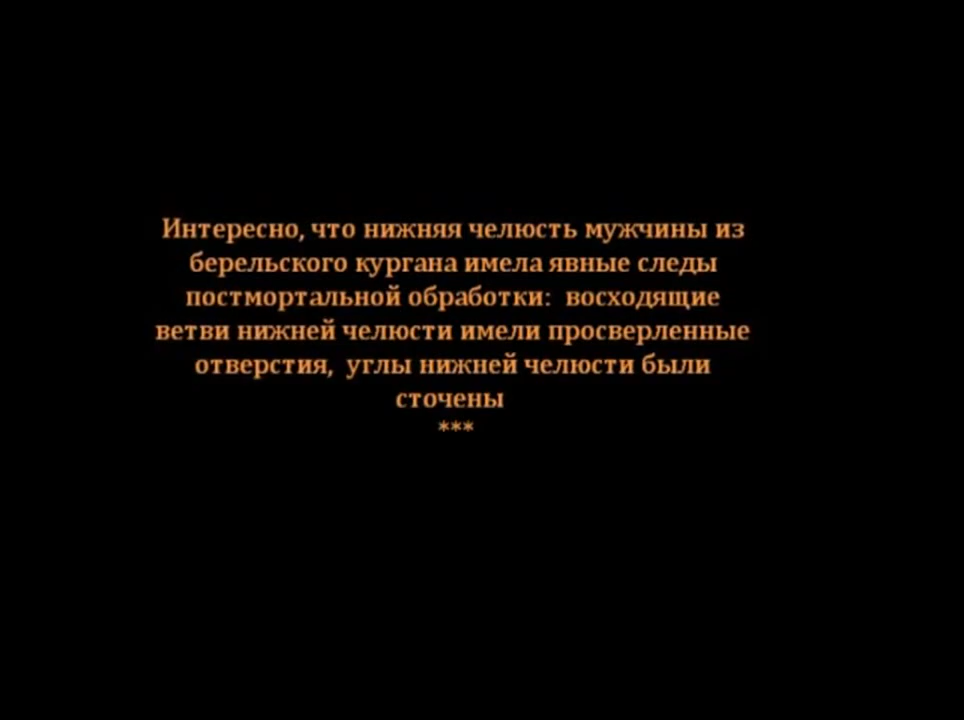 Интересно, что нижняя челюсть мужчины из
берельского кургана имела явные следы
постмортальной обработки:  восходящие
ветви нижней челюсти имели просверленные
отверстия,  углы нижней челюсти были
сточены
***